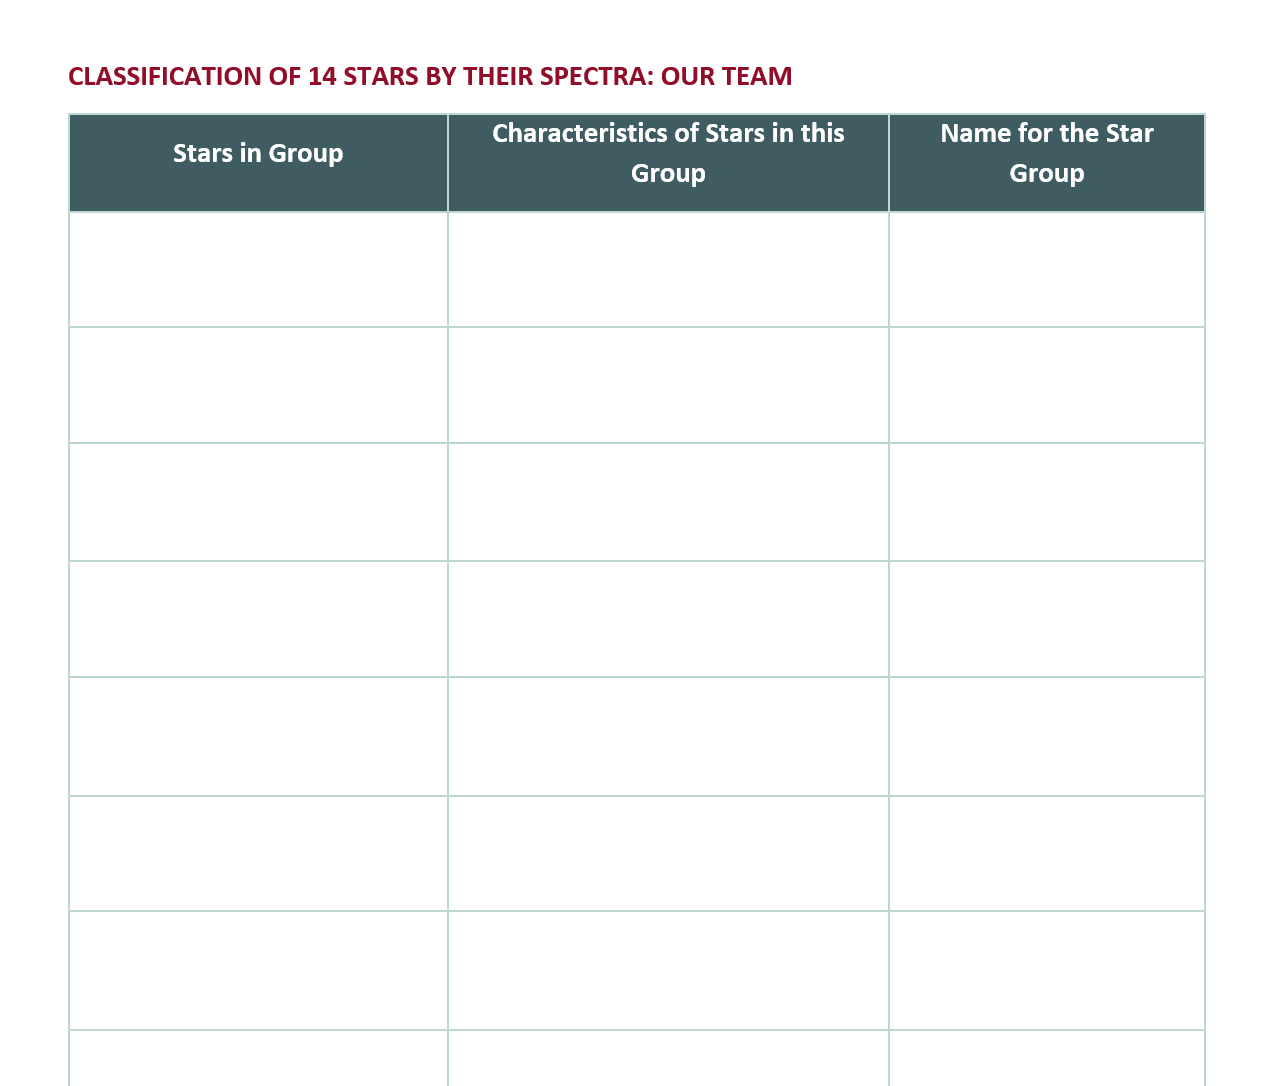 CLASSIFICATION OF 14 STARS BY THEIR SPECTRA: OUR TEAM
Stars in Group
Characteristics of Stars in this
Group
Name for the Star
Group